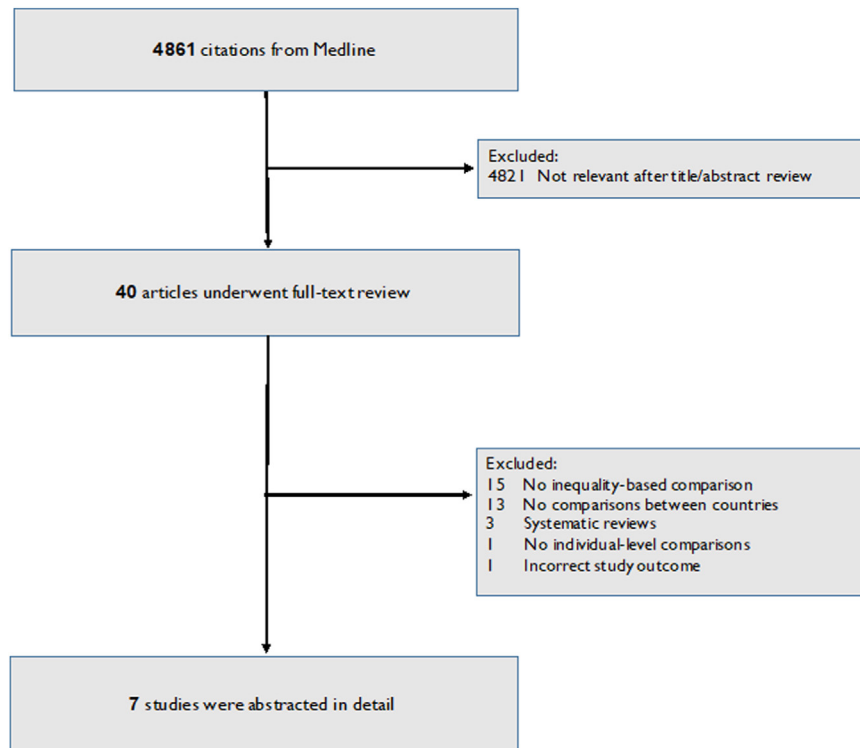 4861 citations from Medline
Excluded:
4821 Not relevant after title/abstract review
40 articles underwent full-text review
Excluded:
15 No inequality-based comparison
13 No comparisons between countries
3 Systematic reviews
1 No individual-level comparisons
1 Incorrect study outcome
7 studies were abstracted in detail